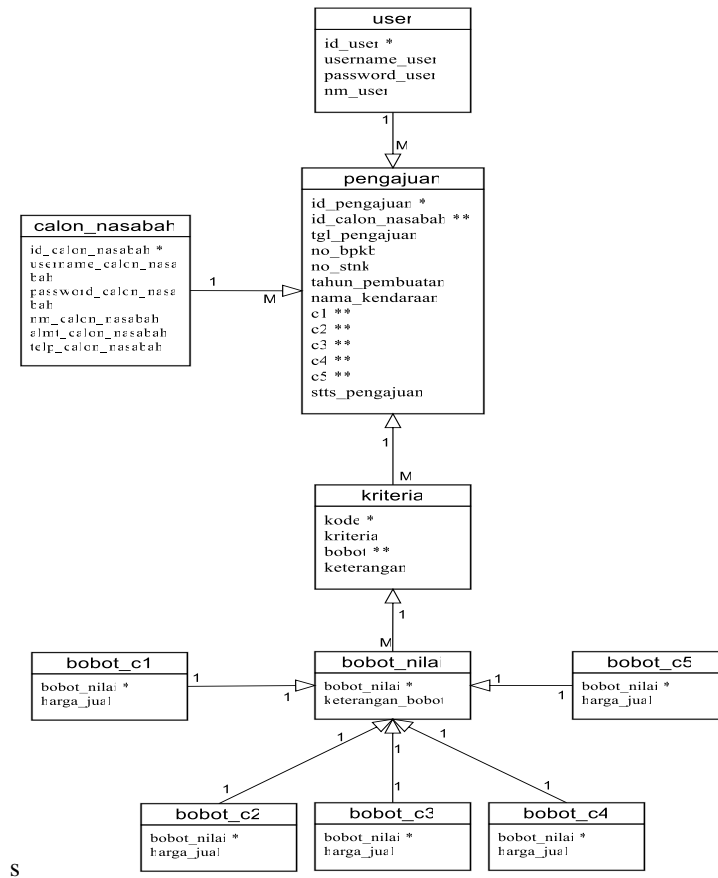 user
id_user *
username_user
password_user
nm_user
1
M
pengajuan
id_pengajuan *
id_calon_nasabah **
tgl_pengajuan
no_bpkb
no_stnk
tahun_pembuatan
nama_kendaraan
c1 **
c2 **
c3 **
c4 **
c5 **
stts_pengajuan
calon_nasabah
id_calon_nasabah *
username_calon_nasa
bah
password_calon_nasa
bah
nm_calon_nasabah
almt_calon_nasabah
telp_calon_nasabah
1
M
1
M
kriteria
kode *
kriteria
bobot **
keterangan
1
M
bobot_c1
bobot_nilai *
harga_jual
1
1
bobot_nilai
bobot_nilai *
keterangan_bobot
1
1
bobot_c5
bobot_nilai *
harga_jual
1
1
1
1
1
1
bobot_c2
bobot_nilai *
harga_jual
bobot_c3
bobot_nilai *
harga_jual
bobot_c4
bobot_nilai *
harga_jual
s